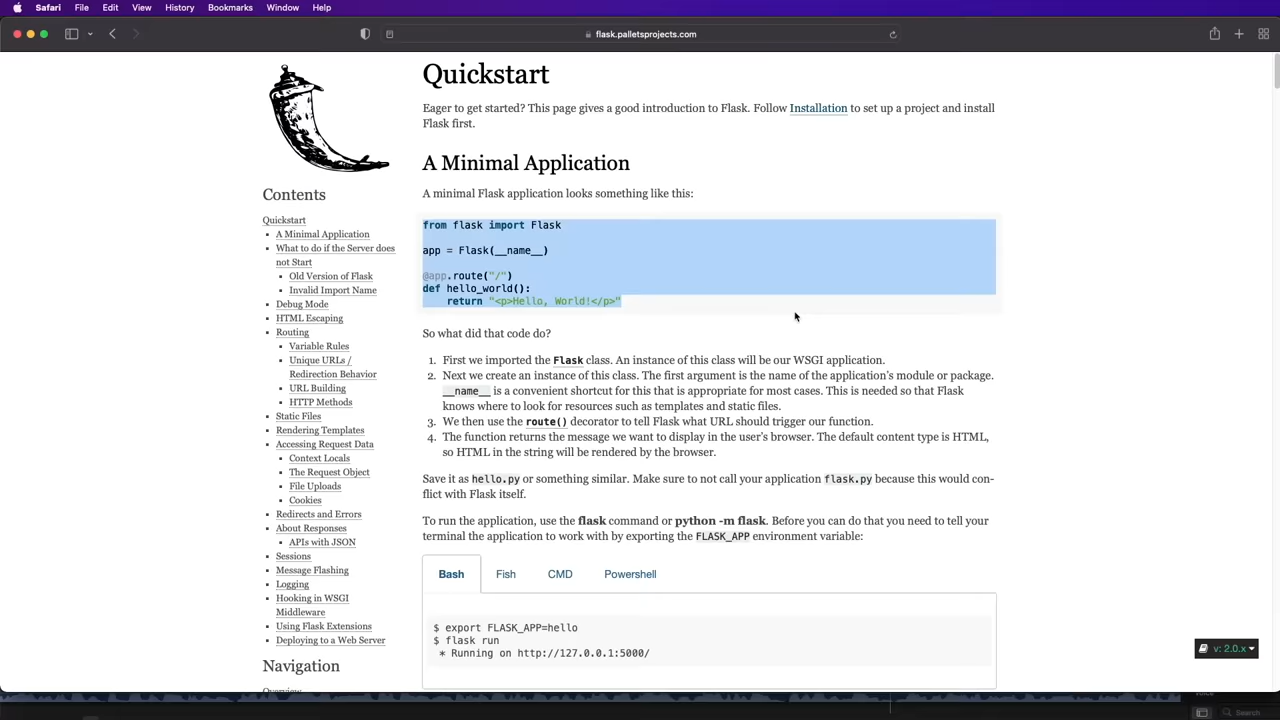 Safari File Edit View History Bookmarks Window Help
flask.palletsprojects.com
Quickstart
Eager to get started? This page gives a good introduction to Flask. Follow Installation to set up a project and install
Flask first.
A Minimal Application
A minimal Flask application looks something like this:
from flask import Flask
app = Flask(__name__)
@app.route("/")
def hello_world():
    return "<p>Hello, World!</p>"
So what did that code do?
1. First we imported the Flask class. An instance of this class will be our WSGI application.
2. Next we create an instance of this class. The first argument is the name of the application's module or package.
__name__ is a convenient shortcut for this that is appropriate for most cases. This is needed so that Flask
knows where to look for resources such as templates and static files.
3. We then use the route() decorator to tell Flask what URL should trigger our function.
4. The function returns the message we want to display in the user's browser. The default content type is HTML,
so HTML in the string will be rendered by the browser.
Save it as hello.py or something similar. Make sure to not call your application flask.py because this would con-
flict with Flask itself.
To run the application, use the flask command or python -m flask. Before you can do that you need to tell your
terminal the application to work with by exporting the FLASK_APP environment variable:
Bash Fish CMD Powershell
$ export FLASK_APP=hello
$ flask run
* Running on http://127.0.0.1:5000/
Contents
Quickstart
▪ A Minimal Application
▪ What to do if the Server does
not Start
▪ Old Version of Flask
▪ Invalid Import Name
▪ Debug Mode
▪ HTML Escaping
▪ Routing
▪ Variable Rules
▪ Unique URLs /
Redirection Behavior
▪ URL Building
▪ HTTP Methods
▪ Static Files
▪ Rendering Templates
▪ Accessing Request Data
▪ Context Locals
▪ The Request Object
▪ File Uploads
▪ Cookies
▪ Redirects and Errors
▪ About Responses
▪ APIs with JSON
▪ Sessions
▪ Message Flashing
▪ Logging
▪ Hooking in WSGI
Middleware
▪ Using Flask Extensions
▪ Deploying to a Web Server
Navigation
Overview
v: 2.0.x
Search